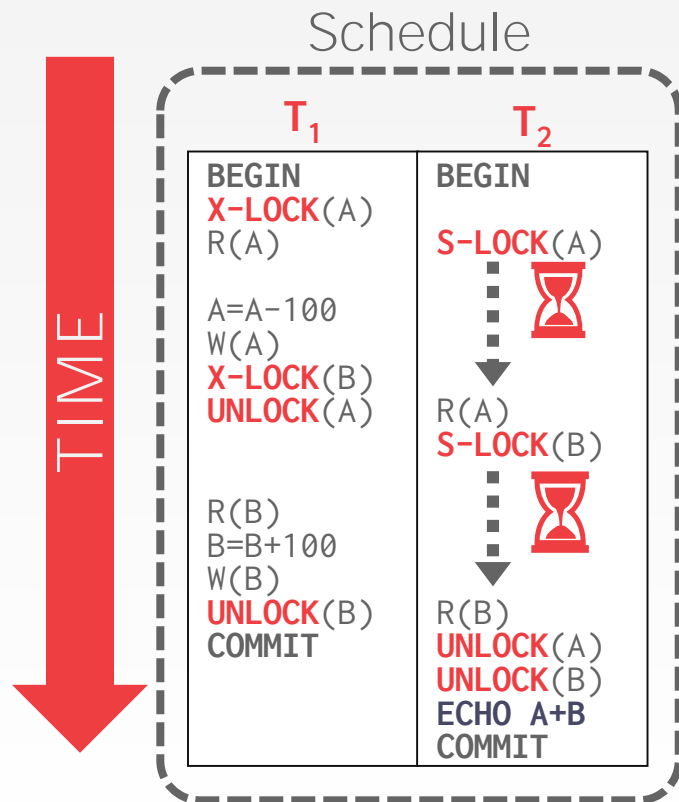 Schedule
TIME
T₁
BEGIN
X-LOCK(A)
R(A)
A=A-100
W(A)
X-LOCK(B)
UNLOCK(A)
R(B)
B=B+100
W(B)
UNLOCK(B)
COMMIT
T₂
BEGIN
S-LOCK(A)
R(A)
S-LOCK(B)
R(B)
UNLOCK(A)
UNLOCK(B)
ECHO A+B
COMMIT